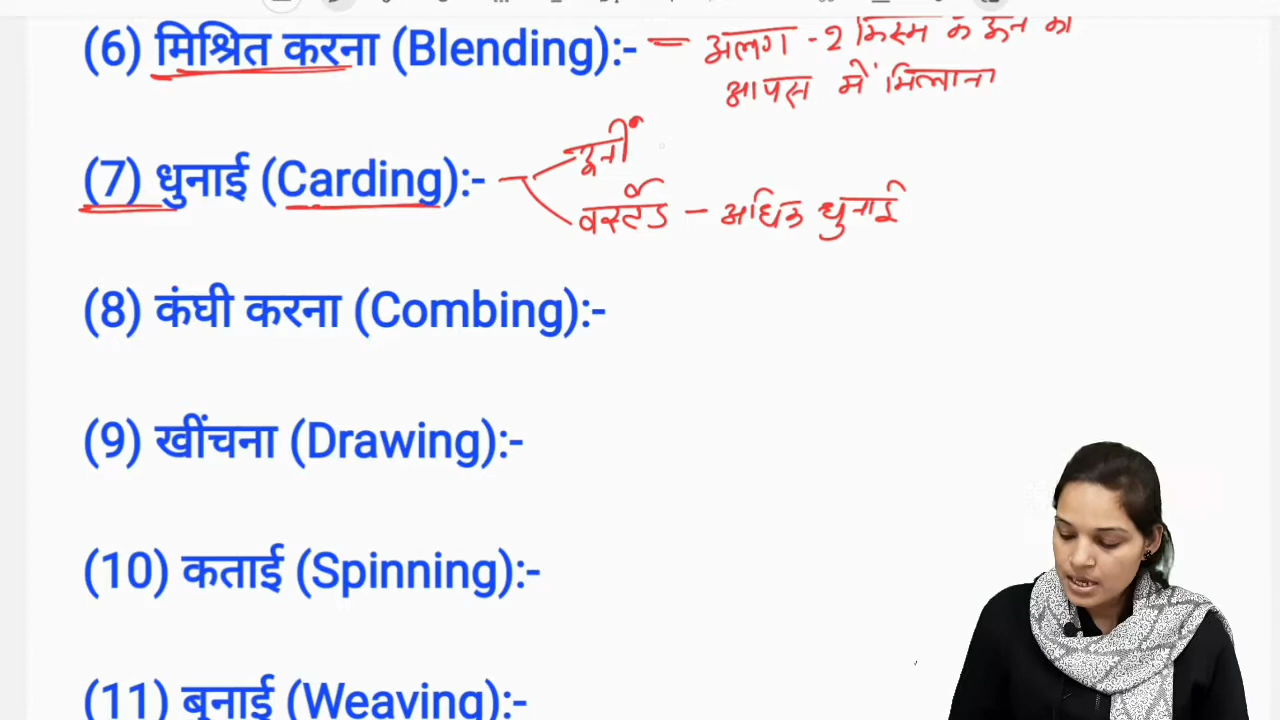 (6) मिश्रित करना (Blending):- — अलग - 2 किस्म के ऊन को
आपस में मिलाना
(7) धुनाई (Carding):- ऊनी
वर्स्टेड - अधिक धुनाई
(8) कंघी करना (Combing):-
(9) खींचना (Drawing):-
(10) कताई (Spinning):-
(11) बुनाई (Weaving):-